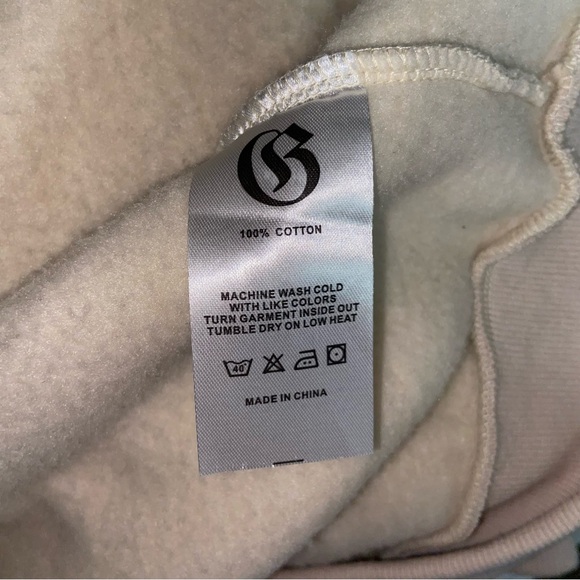 G
100% COTTON
MACHINE WASH COLD
WITH LIKE COLORS
TURN GARMENT INSIDE OUT
TUMBLE DRY ON LOW HEAT
40°
MADE IN CHINA